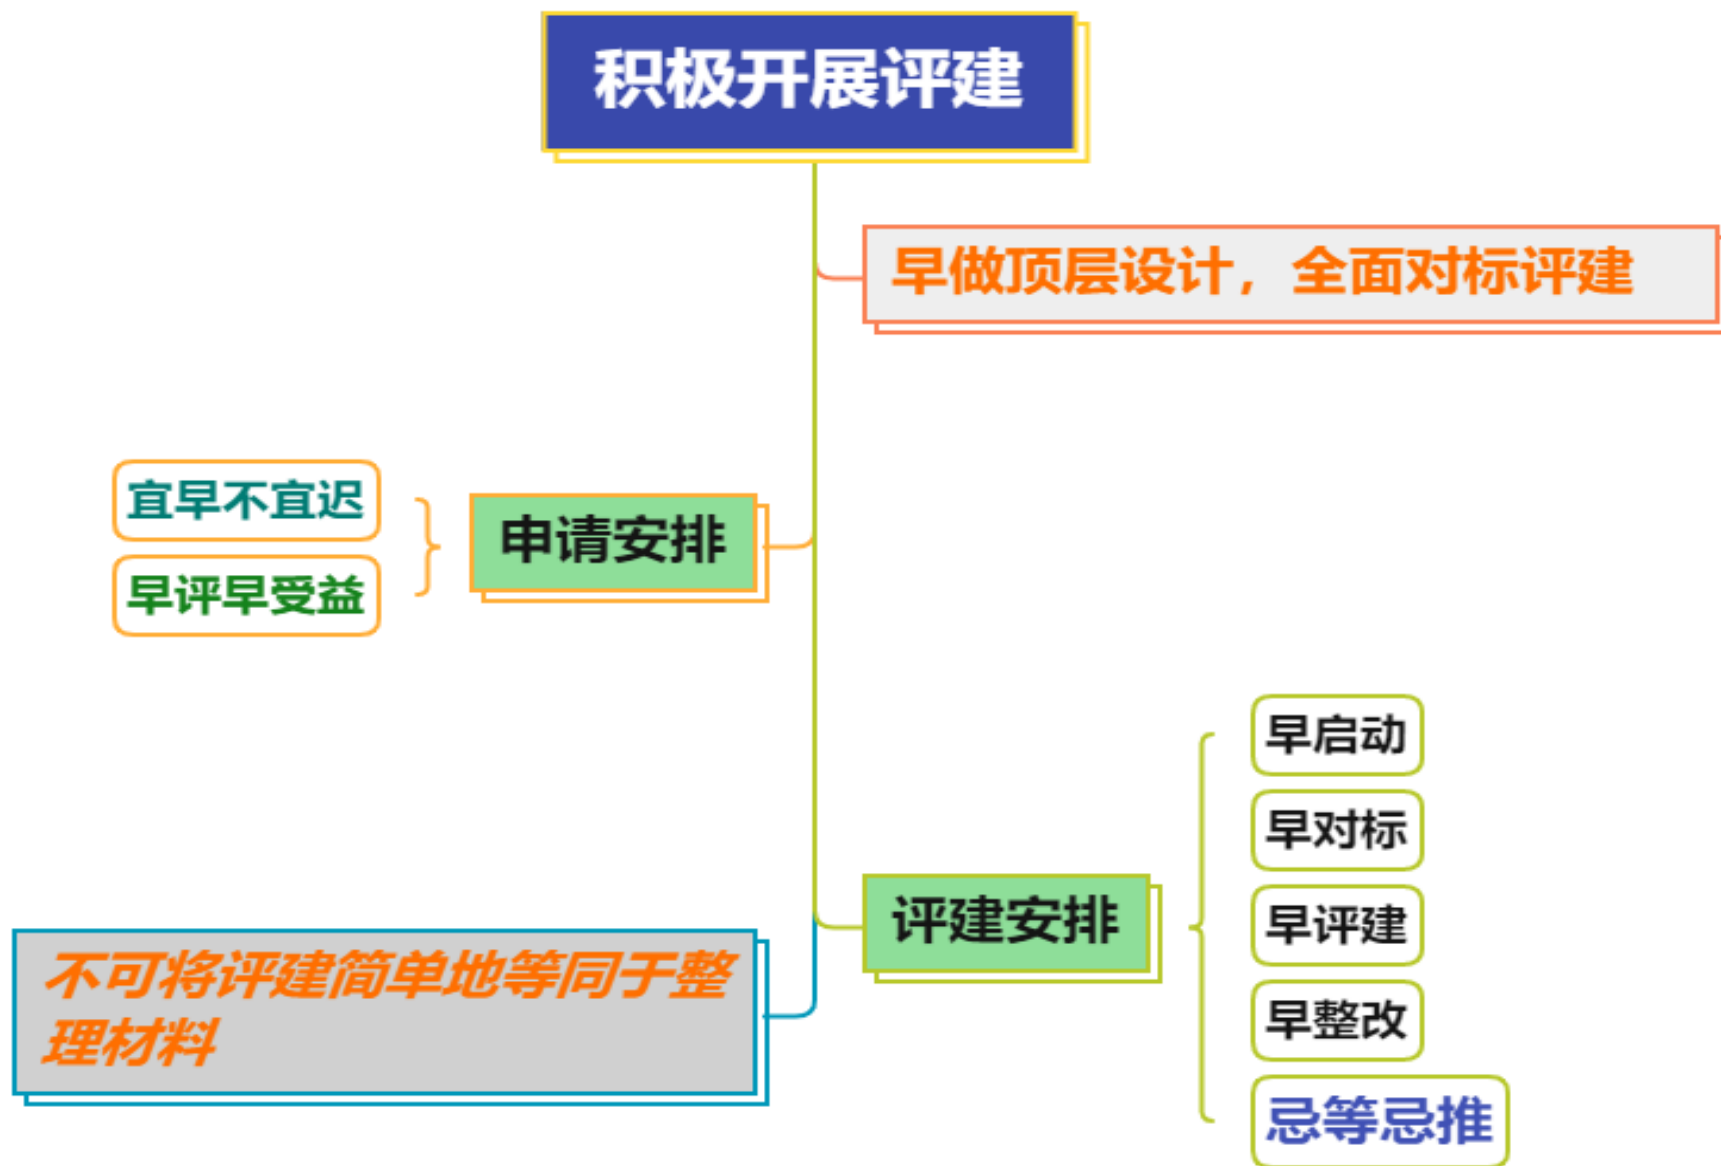 积极开展评建
早做顶层设计，全面对标评建
宜早不宜迟
早评早受益
申请安排
早启动
早对标
早评建
早整改
忌等忌推
评建安排
不可将评建简单地等同于整
理材料